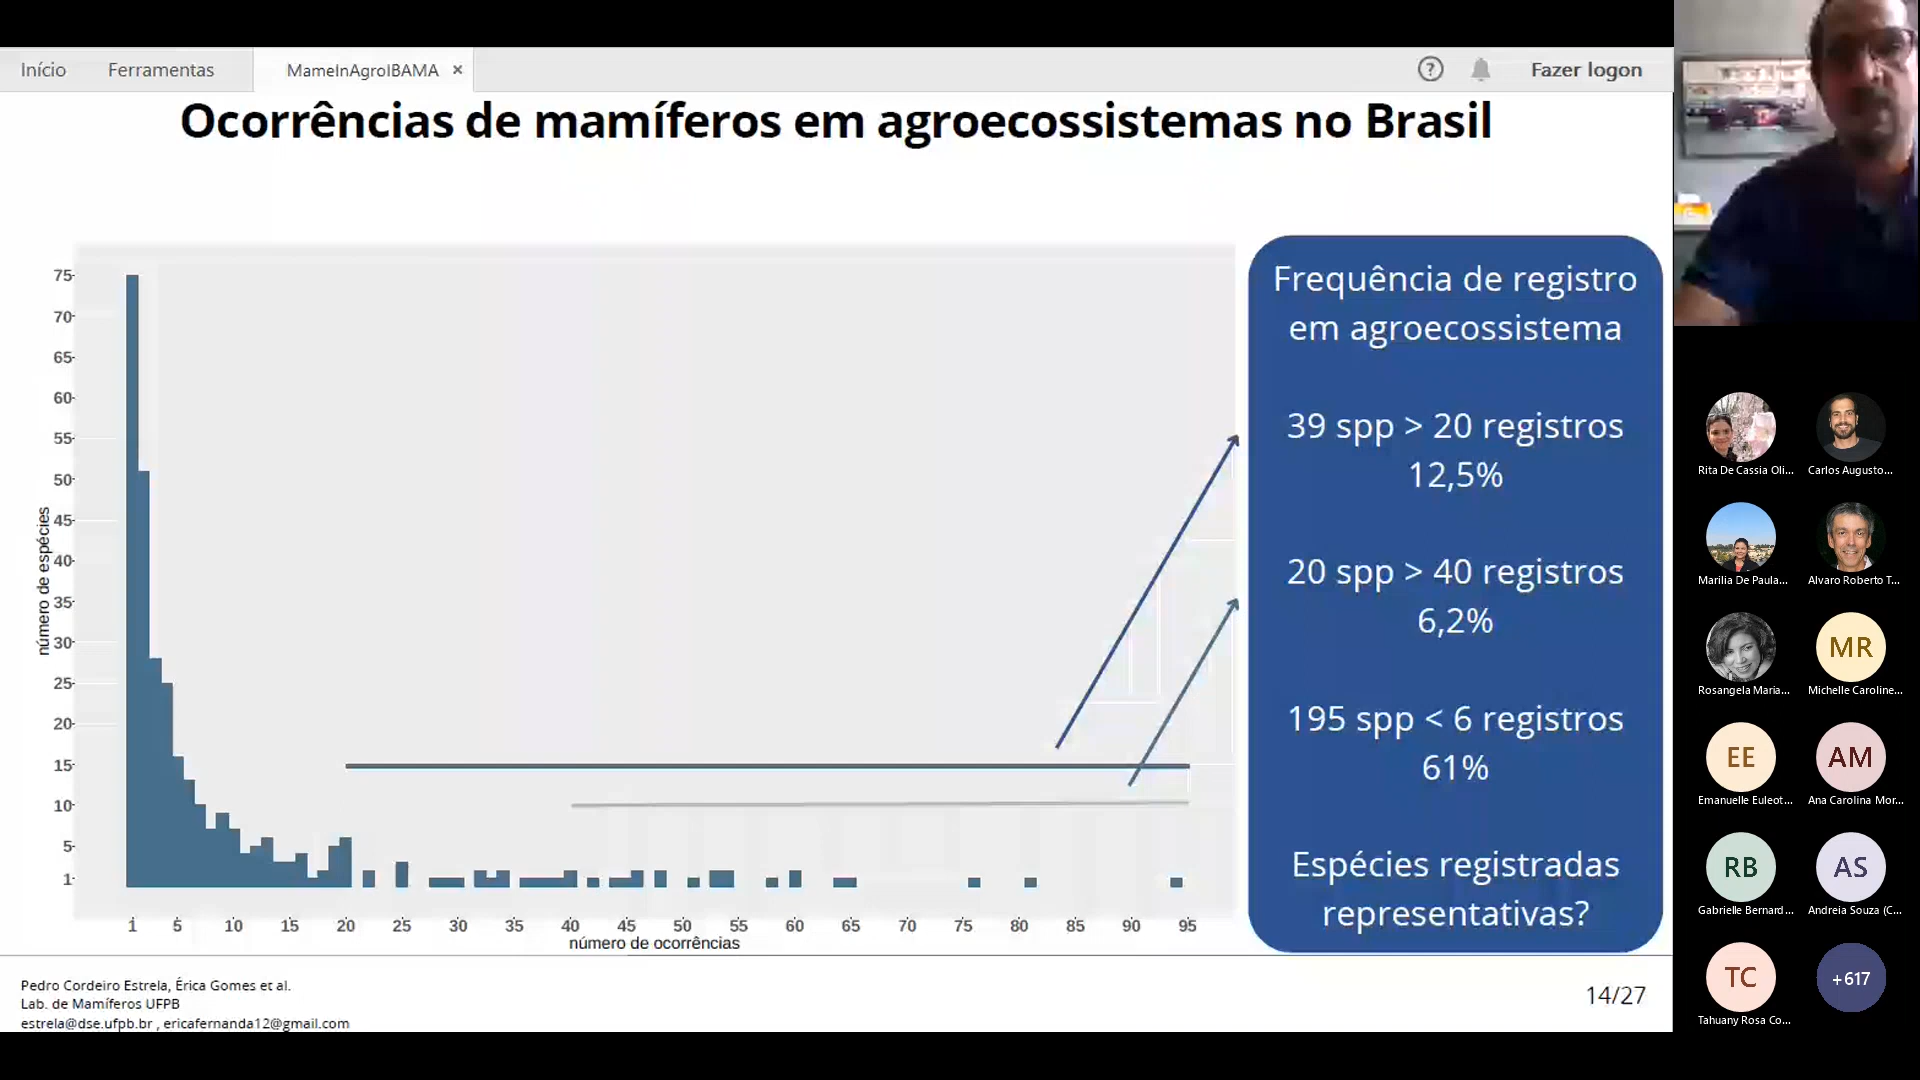 Início Ferramentas MameInAgroIBAMA × ? Fazer logon
Ocorrências de mamíferos em agroecossistemas no Brasil
número de espécies
75
70
65
60
55
50
45
40
35
30
25
20
15
10
5
1
1 5 10 15 20 25 30 35 40 45 50 55 60 65 70 75 80 85 90 95
número de ocorrências
Frequência de registro
em agroecossistema
39 spp > 20 registros
12,5%
20 spp > 40 registros
6,2%
195 spp < 6 registros
61%
Espécies registradas
representativas?
Pedro Cordeiro Estrela, Érica Gomes et al.
Lab. de Mamíferos UFPB
estrela@dse.ufpb.br , ericafernanda12@gmail.com
14/27
Rita De Cassia Oli... Carlos Augusto...
Marilia De Paula... Alvaro Roberto T...
MR
Rosangela Maria... Michelle Caroline...
EE AM
Emanuelle Euleot... Ana Carolina Mor...
RB AS
Gabrielle Bernard... Andreia Souza (C...
TC +617
Tahuany Rosa Co...